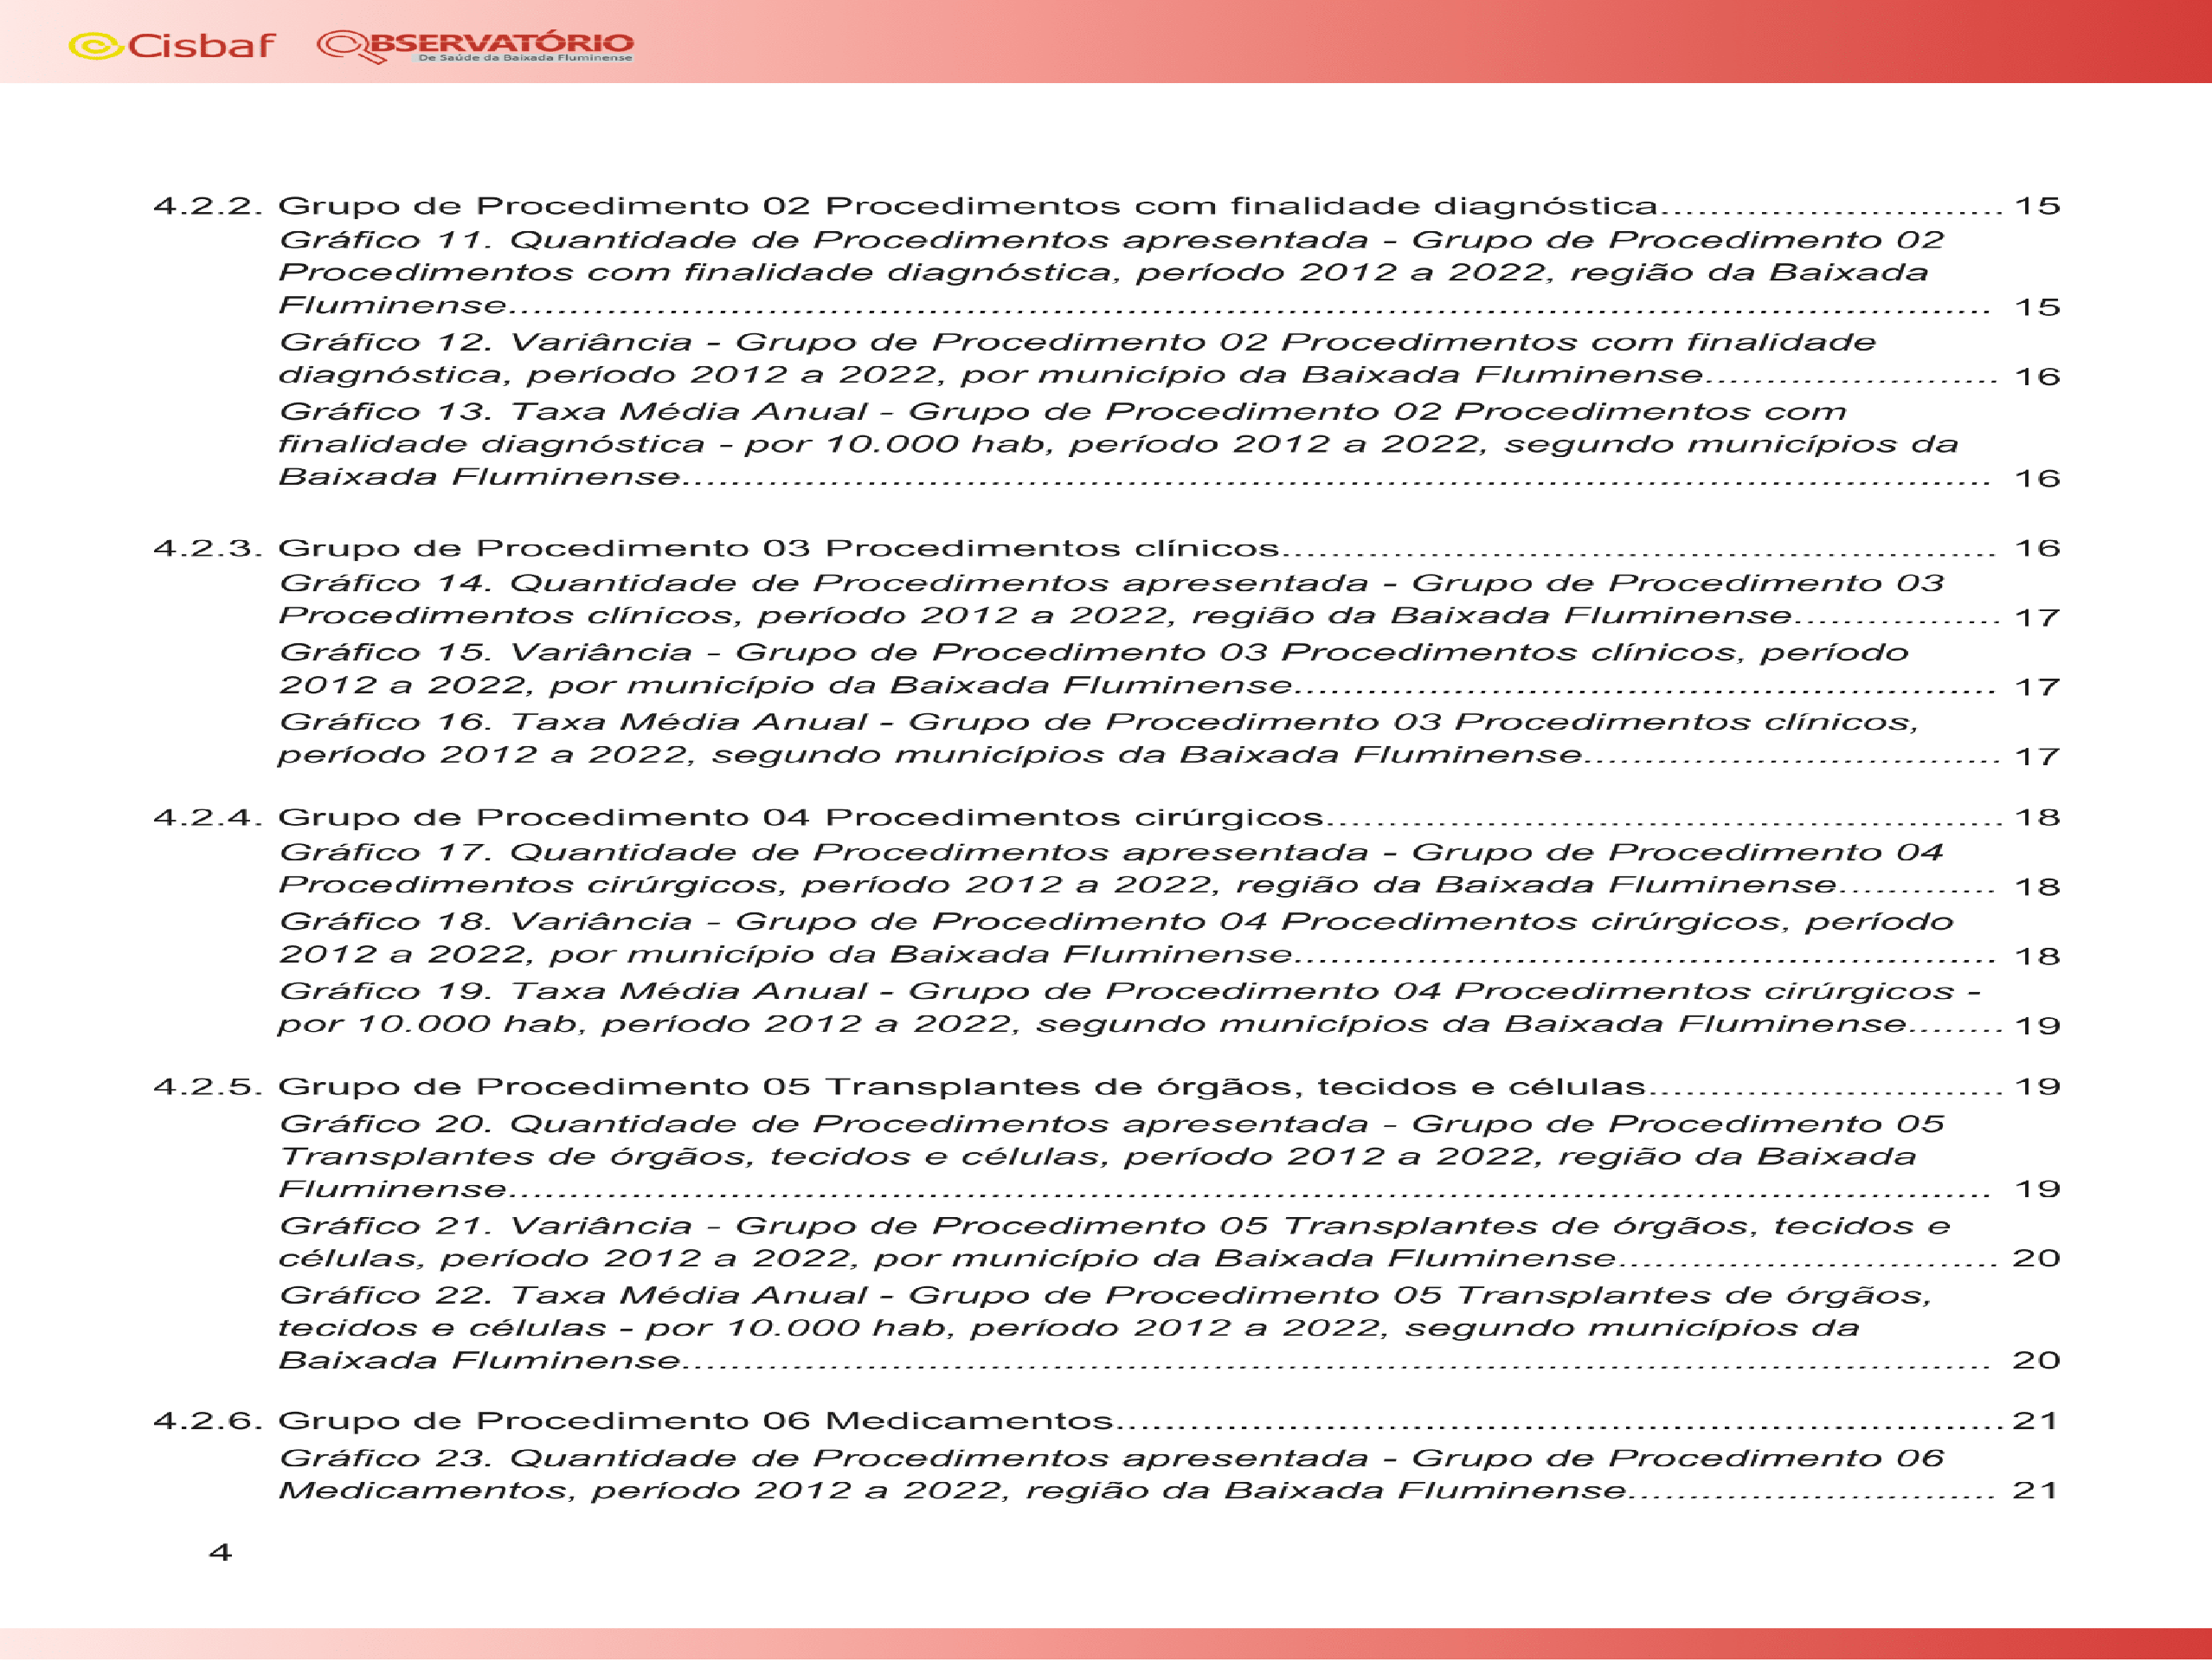 Cisbaf OBSERVATÓRIO
De Saúde da Baixada Fluminense
4.2.2. Grupo de Procedimento 02 Procedimentos com finalidade diagnóstica............................ 15
Gráfico 11. Quantidade de Procedimentos apresentada - Grupo de Procedimento 02
Procedimentos com finalidade diagnóstica, período 2012 a 2022, região da Baixada
Fluminense........................................................................................................................ 15
Gráfico 12. Variância - Grupo de Procedimento 02 Procedimentos com finalidade
diagnóstica, período 2012 a 2022, por município da Baixada Fluminense........................ 16
Gráfico 13. Taxa Média Anual - Grupo de Procedimento 02 Procedimentos com
finalidade diagnóstica - por 10.000 hab, período 2012 a 2022, segundo municípios da
Baixada Fluminense.......................................................................................................... 16
4.2.3. Grupo de Procedimento 03 Procedimentos clínicos.......................................................... 16
Gráfico 14. Quantidade de Procedimentos apresentada - Grupo de Procedimento 03
Procedimentos clínicos, período 2012 a 2022, região da Baixada Fluminense................. 17
Gráfico 15. Variância - Grupo de Procedimento 03 Procedimentos clínicos, período
2012 a 2022, por município da Baixada Fluminense......................................................... 17
Gráfico 16. Taxa Média Anual - Grupo de Procedimento 03 Procedimentos clínicos,
período 2012 a 2022, segundo municípios da Baixada Fluminense.................................. 17
4.2.4. Grupo de Procedimento 04 Procedimentos cirúrgicos....................................................... 18
Gráfico 17. Quantidade de Procedimentos apresentada - Grupo de Procedimento 04
Procedimentos cirúrgicos, período 2012 a 2022, região da Baixada Fluminense............. 18
Gráfico 18. Variância - Grupo de Procedimento 04 Procedimentos cirúrgicos, período
2012 a 2022, por município da Baixada Fluminense......................................................... 18
Gráfico 19. Taxa Média Anual - Grupo de Procedimento 04 Procedimentos cirúrgicos -
por 10.000 hab, período 2012 a 2022, segundo municípios da Baixada Fluminense........ 19
4.2.5. Grupo de Procedimento 05 Transplantes de órgãos, tecidos e células............................. 19
Gráfico 20. Quantidade de Procedimentos apresentada - Grupo de Procedimento 05
Transplantes de órgãos, tecidos e células, período 2012 a 2022, região da Baixada
Fluminense........................................................................................................................ 19
Gráfico 21. Variância - Grupo de Procedimento 05 Transplantes de órgãos, tecidos e
células, período 2012 a 2022, por município da Baixada Fluminense............................... 20
Gráfico 22. Taxa Média Anual - Grupo de Procedimento 05 Transplantes de órgãos,
tecidos e células - por 10.000 hab, período 2012 a 2022, segundo municípios da
Baixada Fluminense.......................................................................................................... 20
4.2.6. Grupo de Procedimento 06 Medicamentos........................................................................ 21
Gráfico 23. Quantidade de Procedimentos apresentada - Grupo de Procedimento 06
Medicamentos, período 2012 a 2022, região da Baixada Fluminense.............................. 21
4